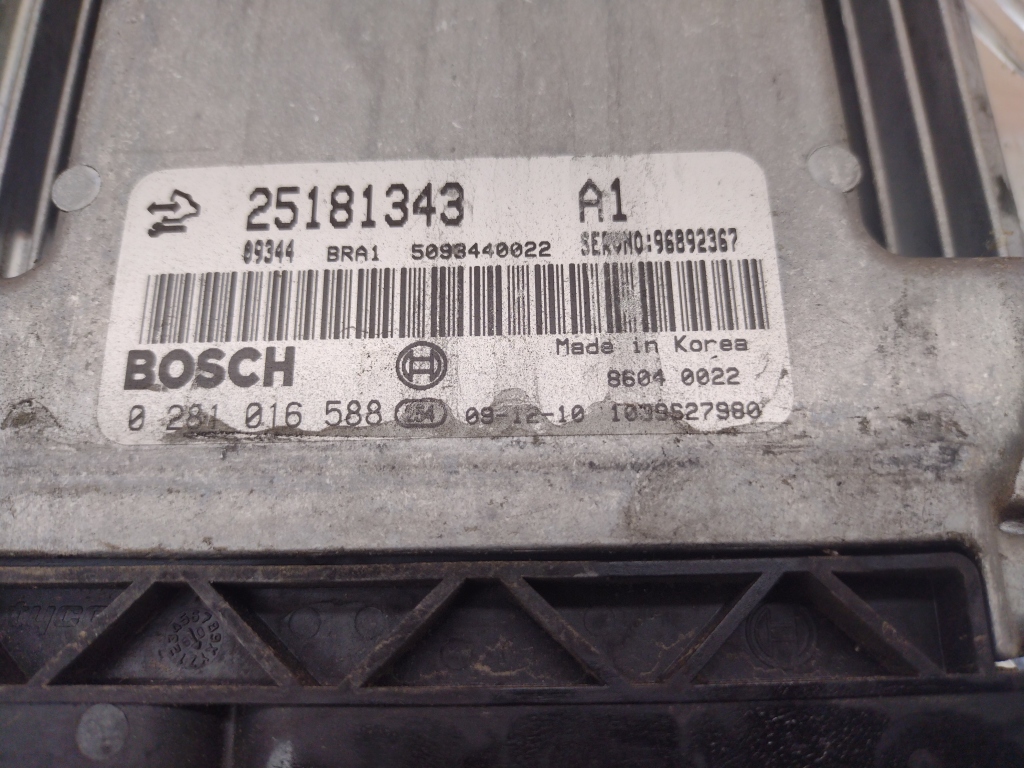 25181343 A1
09344 BRA1 5093440022 SERVNO:96892367
BOSCH Made in Korea
8604 0022
0 281 016 588 09-12-10 1039S27980